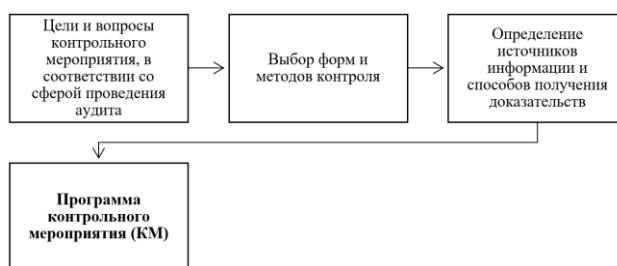 Цели и вопросы
контрольного
мероприятия, в
соответствии со
сферой проведения
аудита
Выбор форм и
методов контроля
Определение
источников
информации и
способов получения
доказательств
Программа
контрольного
мероприятия (КМ)